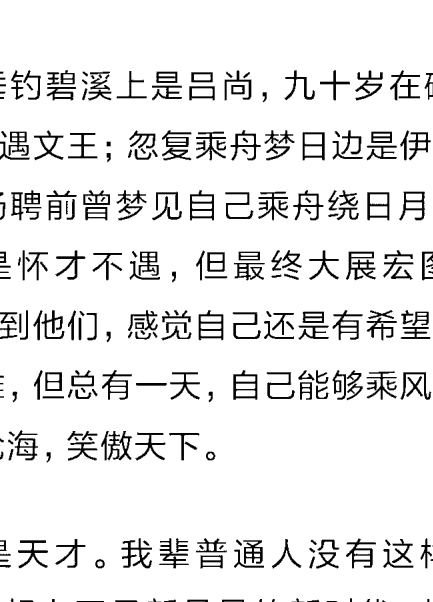 垂钓碧溪上是吕尚，九十岁在
遇文王；忽复乘舟梦日边是伊
汤聘前曾梦见自己乘舟绕日月
是怀才不遇，但最终大展宏图
到他们，感觉自己还是有希望
，但总有一天，自己能够乘风
沧海，笑傲天下。
是天才。我辈普通人没有这样